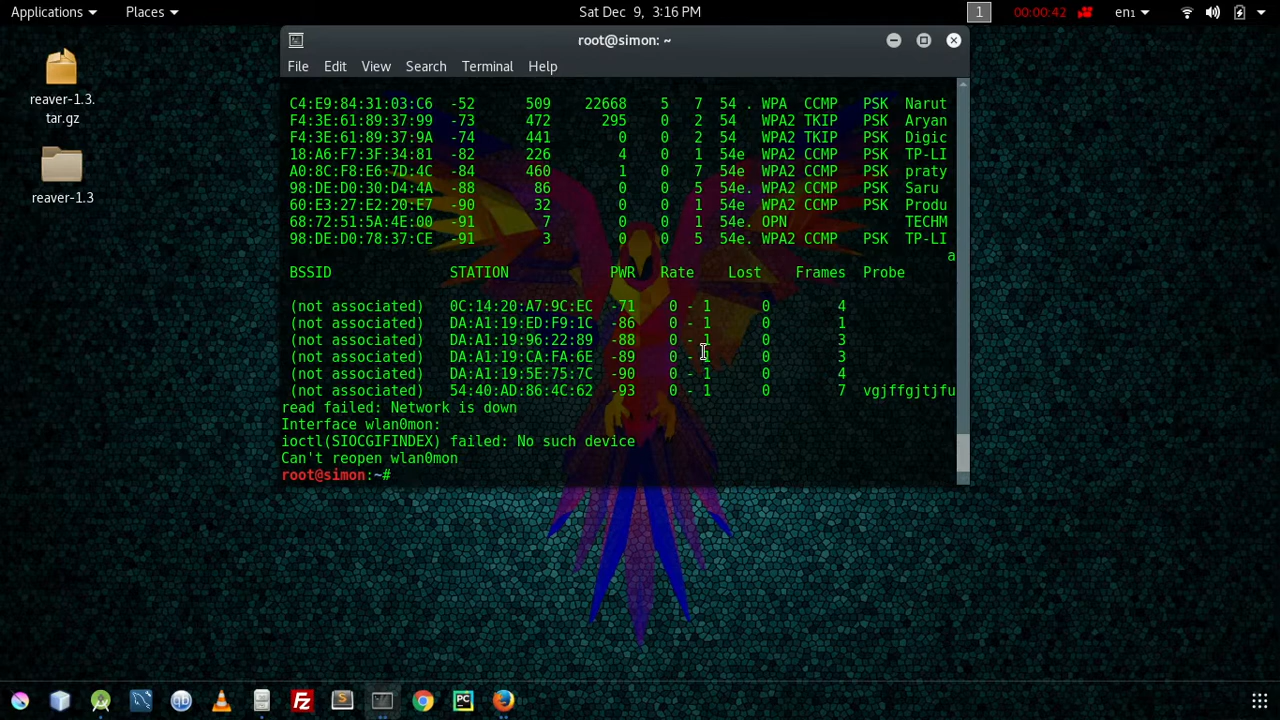 Applications Places Sat Dec 9, 3:16 PM 1 00:00:42 en1
root@simon: ~
File Edit View Search Terminal Help
reaver-1.3.
tar.gz
reaver-1.3
C4:E9:84:31:03:C6 -52 509 22668 5 7 54 . WPA CCMP PSK Narut
F4:3E:61:89:37:99 -73 472 295 0 2 54 WPA2 TKIP PSK Aryan
F4:3E:61:89:37:9A -74 441 0 0 2 54 WPA2 TKIP PSK Digic
18:A6:F7:3F:34:81 -82 226 4 0 1 54e WPA2 CCMP PSK TP-LI
A0:8C:F8:E6:7D:4C -84 460 1 0 7 54e WPA2 CCMP PSK praty
98:DE:D0:30:D4:4A -88 86 0 0 5 54e. WPA2 CCMP PSK Saru
60:E3:27:E2:20:E7 -90 32 0 0 1 54e. WPA2 CCMP PSK Produ
68:72:51:5A:4E:00 -91 7 0 0 1 54e. OPN TECHM
98:DE:D0:78:37:CE -91 3 0 0 5 54e. WPA2 CCMP PSK TP-LI
a
BSSID STATION PWR Rate Lost Frames Probe
(not associated) 0C:14:20:A7:9C:EC -71 0 - 1 0 4
(not associated) DA:A1:19:ED:F9:1C -86 0 - 1 0 1
(not associated) DA:A1:19:96:22:89 -88 0 - 1 0 3
(not associated) DA:A1:19:CA:FA:6E -89 0 - 1 0 3
(not associated) DA:A1:19:5E:75:7C -90 0 - 1 0 4
(not associated) 54:40:AD:86:4C:62 -93 0 - 1 0 7 vgjffgjtjfu
read failed: Network is down
Interface wlan0mon:
ioctl(SIOCGIFINDEX) failed: No such device
Can't reopen wlan0mon
root@simon:~#
Fz S PC